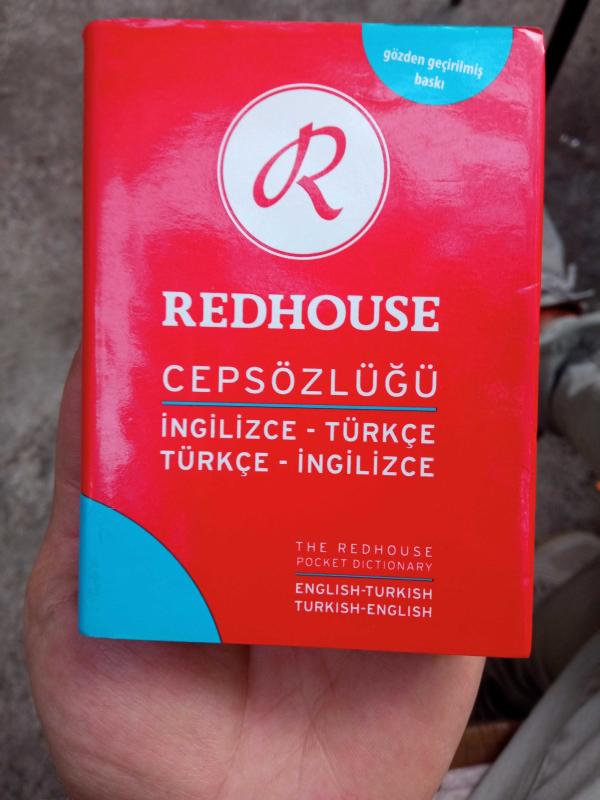 gözden geçirilmiş
baskı
R
REDHOUSE
CEPSÖZLÜĞÜ
İNGİLİZCE - TÜRKÇE
TÜRKÇE - İNGİLİZCE
THE REDHOUSE
POCKET DICTIONARY
ENGLISH-TURKISH
TURKISH-ENGLISH